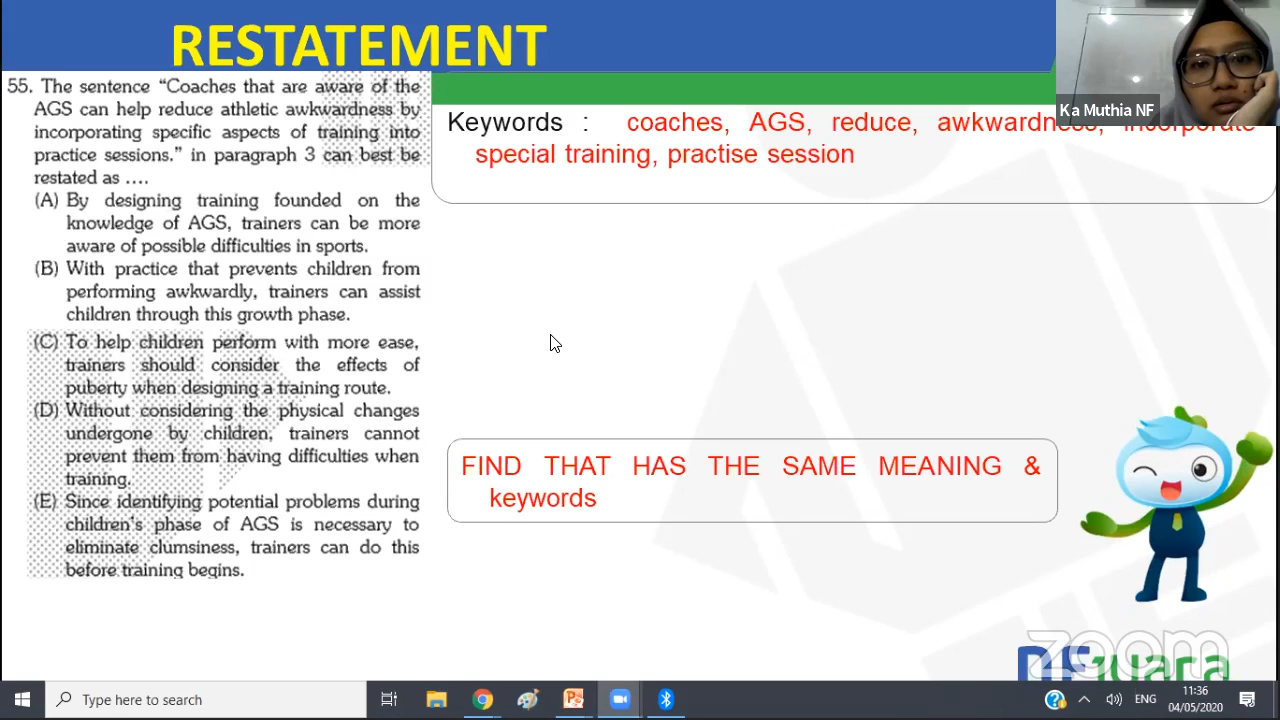 RESTATEMENT
55. The sentence “Coaches that are aware of the
AGS can help reduce athletic awkwardness by
incorporating specific aspects of training into
practice sessions.” in paragraph 3 can best be
restated as ....
(A) By designing training founded on the
knowledge of AGS, trainers can be more
aware of possible difficulties in sports.
(B) With practice that prevents children from
performing awkwardly, trainers can assist
children through this growth phase.
(C) To help children perform with more ease,
trainers should consider the effects of
puberty when designing a training route.
(D) Without considering the physical changes
undergone by children, trainers cannot
prevent them from having difficulties when
training.
(E) Since identifying potential problems during
children's phase of AGS is necessary to
eliminate clumsiness, trainers can do this
before training begins.
Keywords : coaches, AGS, reduce, awkwardness, incorporate
special training, practise session
FIND THAT HAS THE SAME MEANING &
keywords
Ka Muthia NF
zoom
Juara
Type here to search
ENG
11:36
04/05/2020